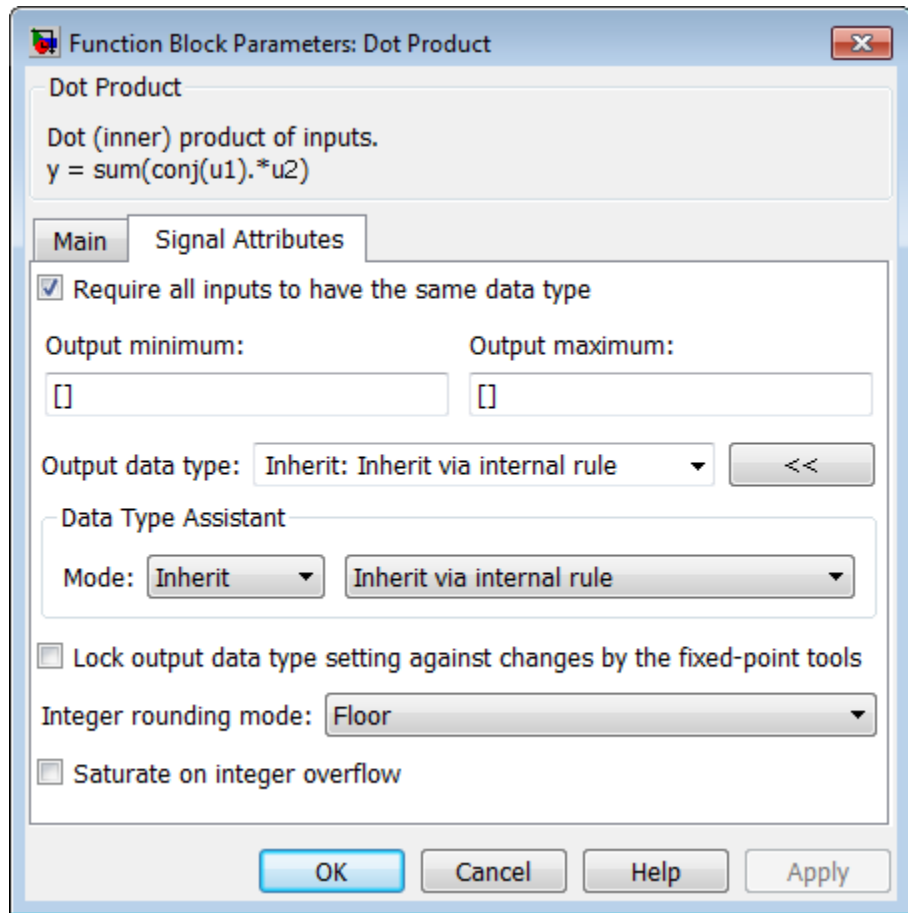 Function Block Parameters: Dot Product
Dot Product
Dot (inner) product of inputs.
y = sum(conj(u1).*u2)
Main Signal Attributes
Require all inputs to have the same data type
Output minimum: Output maximum:
[] []
Output data type: Inherit: Inherit via internal rule <<
Data Type Assistant
Mode: Inherit Inherit via internal rule
Lock output data type setting against changes by the fixed-point tools
Integer rounding mode: Floor
Saturate on integer overflow
OK Cancel Help Apply